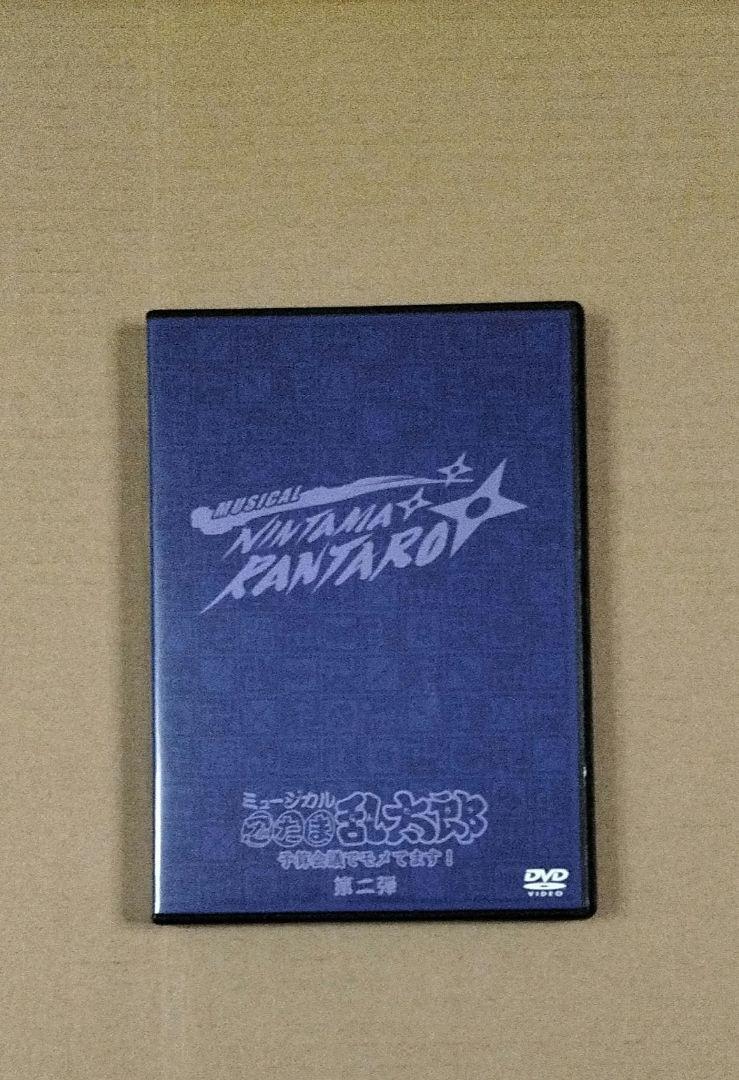 MUSICAL
NINTAMA
RANTARO
ミュージカル
忍たま乱太郎
予算会議でモメてます！
第二弾
DVD
VIDEO